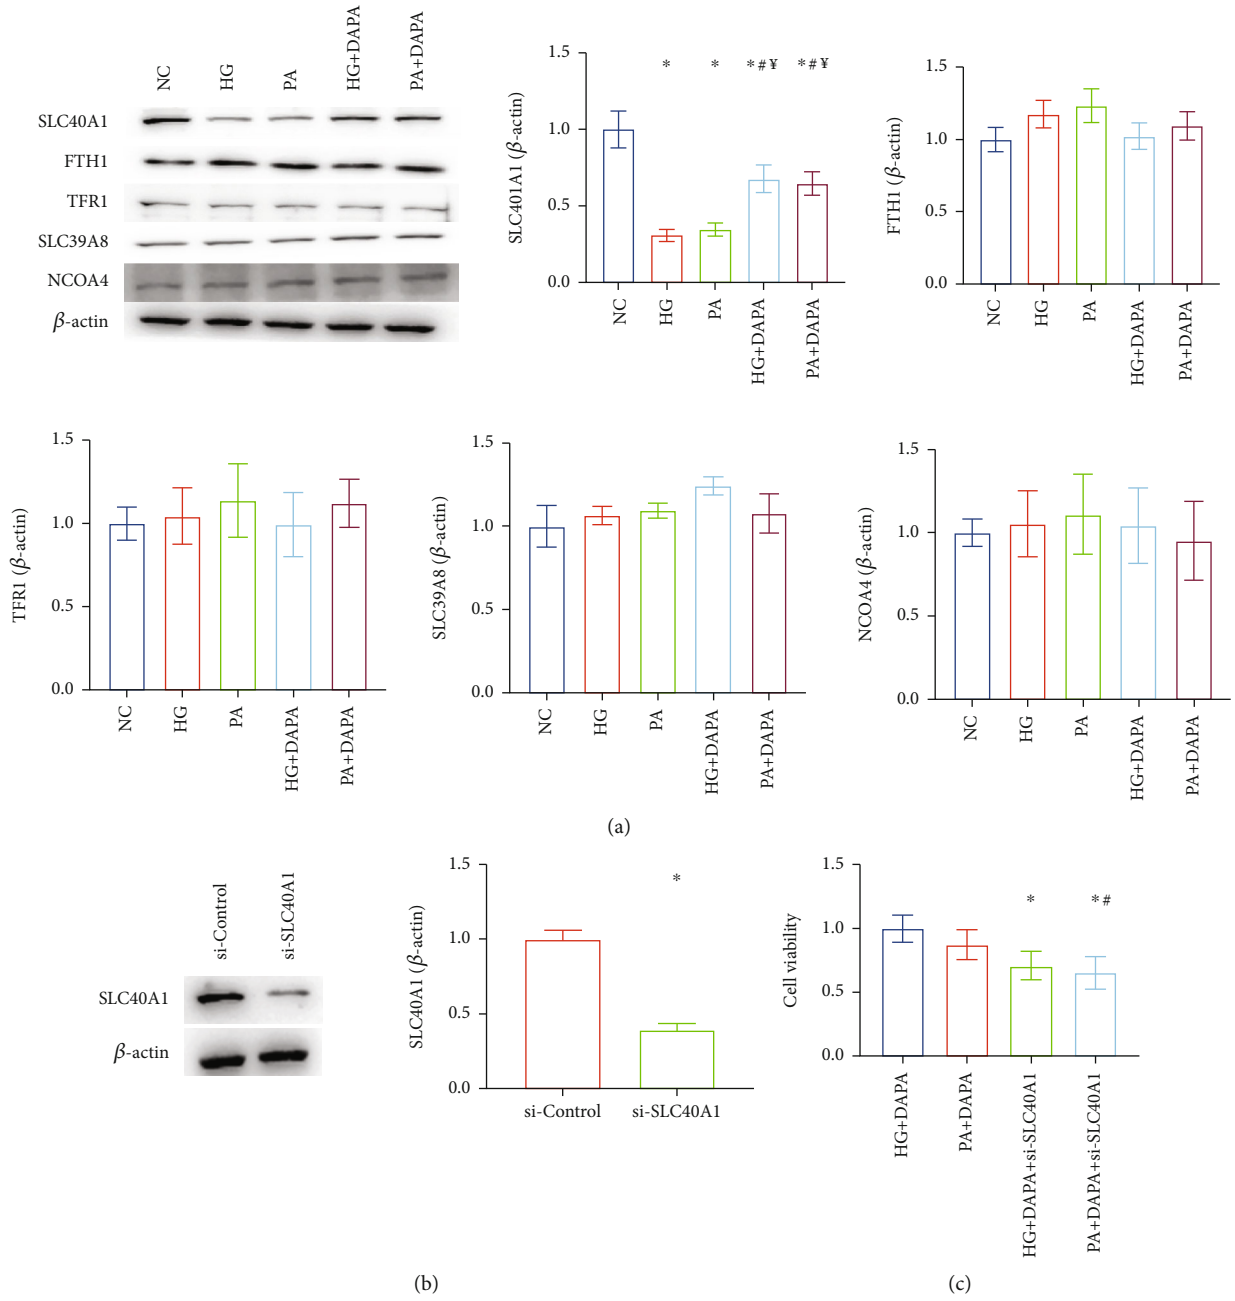 NC HG PA HG+DAPA PA+DAPA
SLC40A1
FTH1
TFR1
SLC39A8
NCOA4
β-actin
SLC401A1 (β-actin)
1.5
1.0
0.5
0.0
* * *#¥ *#¥
NC HG PA HG+DAPA PA+DAPA
FTH1 (β-actin)
1.5
1.0
0.5
0.0
NC HG PA HG+DAPA PA+DAPA
TFR1 (β-actin)
1.5
1.0
0.5
0.0
NC HG PA HG+DAPA PA+DAPA
SLC39A8 (β-actin)
1.5
1.0
0.5
0.0
NC HG PA HG+DAPA PA+DAPA
NCOA4 (β-actin)
1.5
1.0
0.5
0.0
NC HG PA HG+DAPA PA+DAPA
(a)
si-Control si-SLC40A1
SLC40A1
β-actin
SLC40A1 (β-actin)
1.5
1.0
0.5
0.0
*
si-Control si-SLC40A1
(b)
Cell viability
1.5
1.0
0.5
0.0
* *#
HG+DAPA PA+DAPA HG+DAPA+si-SLC40A1 PA+DAPA+si-SLC40A1
(c)